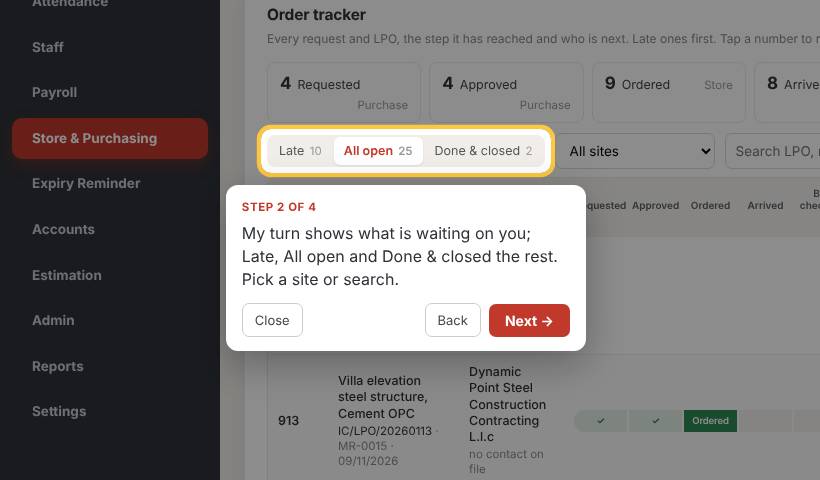 Attendance
Staff
Payroll
Store & Purchasing
Expiry Reminder
Accounts
Estimation
Admin
Reports
Settings
Order tracker
Every request and LPO, the step it has reached and who is next. Late ones first. Tap a number to
4 Requested
Purchase
4 Approved
Purchase
9 Ordered Store
8
Late 10 All open 25 Done & closed 2
All sites
Search LPO,
Approved Ordered Arrived
STEP 2 OF 4
My turn shows what is waiting on you;
Late, All open and Done & closed the rest.
Pick a site or search.
Close Back Next →
913
Villa elevation
steel structure,
Cement OPC
IC/LPO/20260113 ·
MR-0015 ·
09/11/2026
Dynamic
Point Steel
Construction
Contracting
L.l.c
no contact on
file
✓ ✓ Ordered